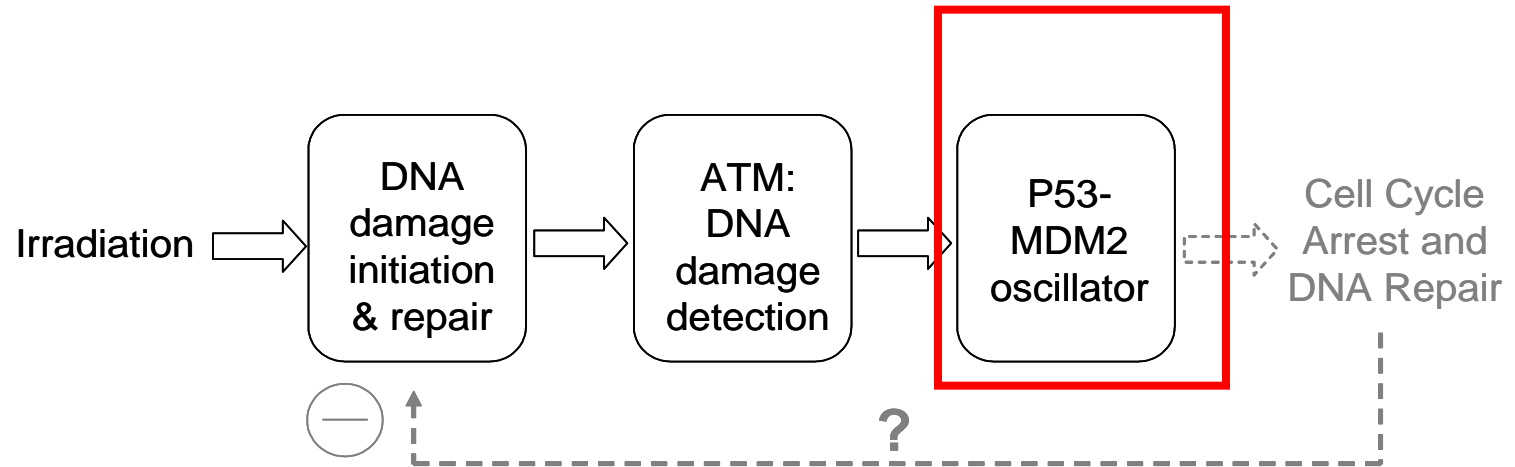 Irradiation
DNA
damage
initiation
& repair
ATM:
DNA
damage
detection
P53-
MDM2
oscillator
Cell Cycle
Arrest and
DNA Repair
?